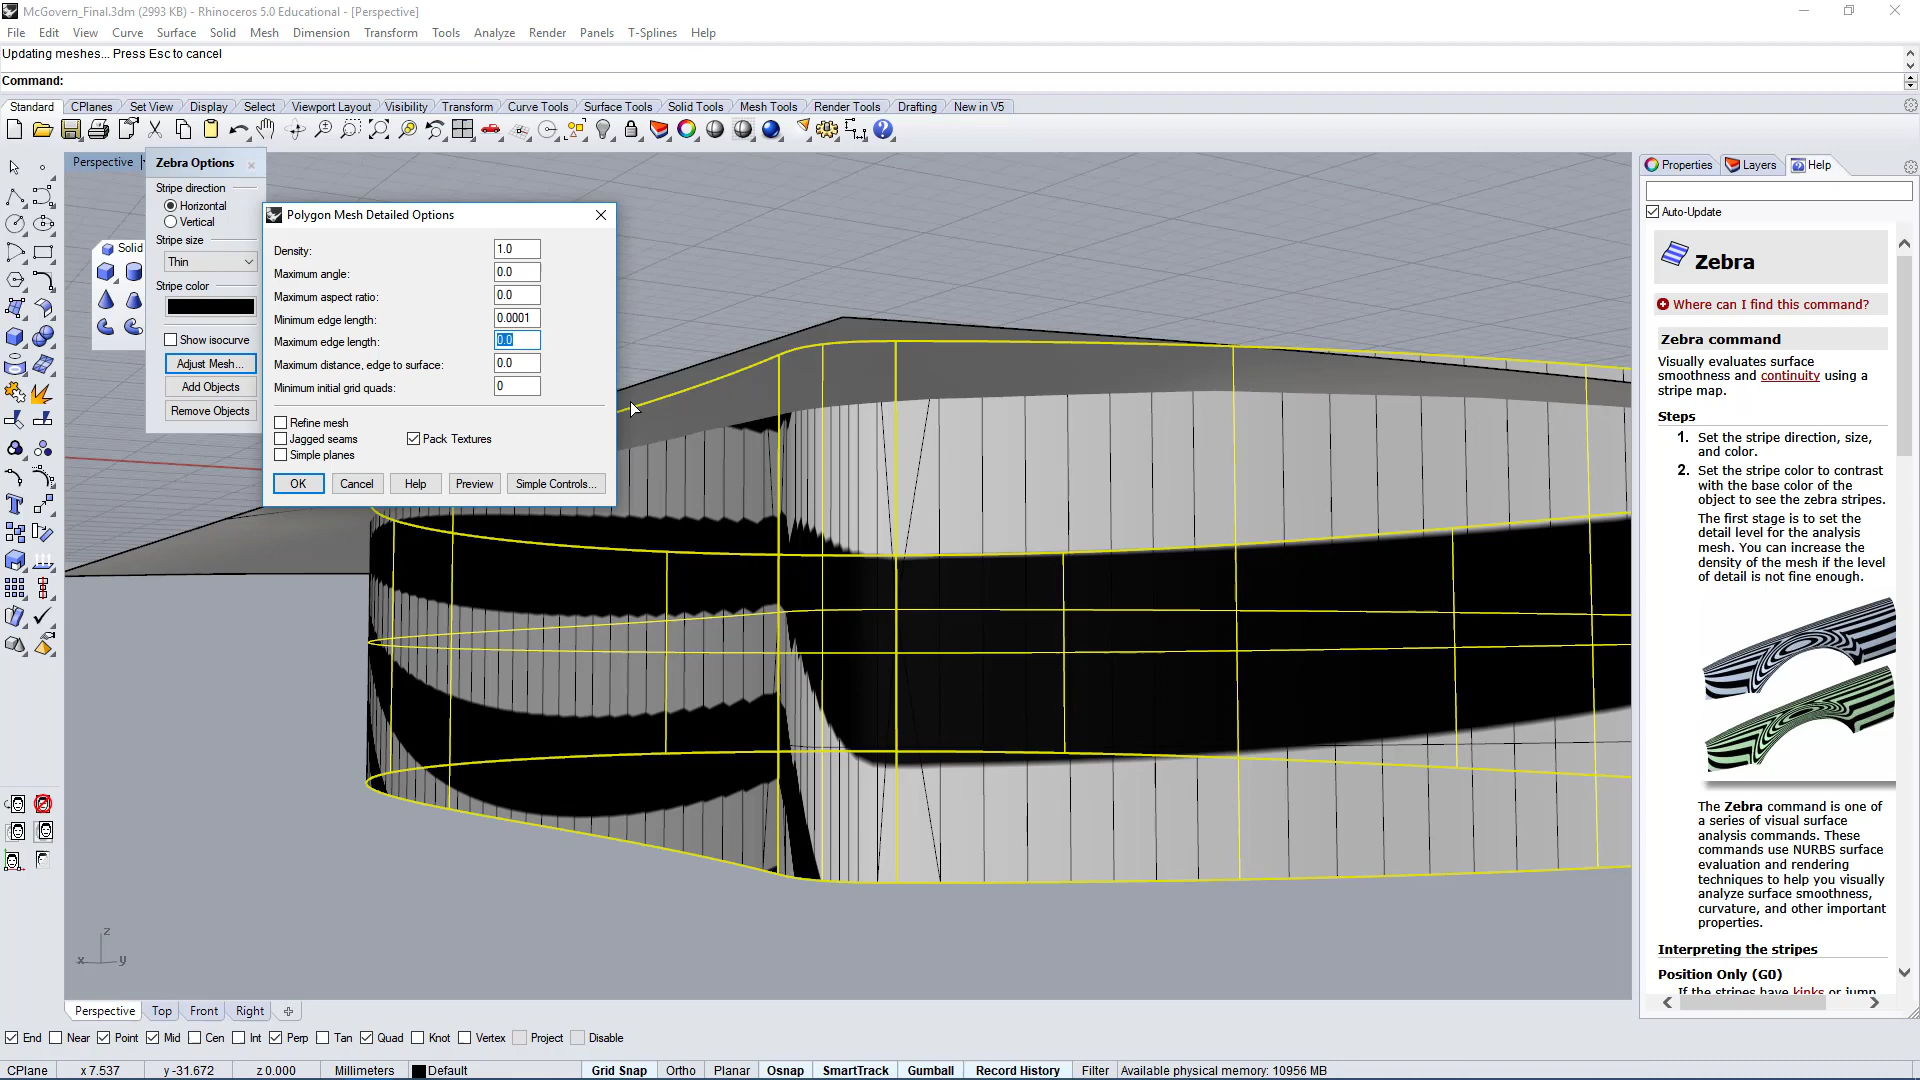 McGovern_Final.3dm (2993 KB) - Rhinoceros 5.0 Educational - [Perspective]
File Edit View Curve Surface Solid Mesh Dimension Transform Tools Analyze Render Panels T-Splines Help
Updating meshes... Press Esc to cancel
Command:
Standard CPlanes Set View Display Select Viewport Layout Visibility Transform Curve Tools Surface Tools Solid Tools Mesh Tools Render Tools Drafting New in V5
Perspective
Zebra Options
Stripe direction
Horizontal
Vertical
Stripe size
Thin
Stripe color
Show isocurve
Adjust Mesh...
Add Objects
Remove Objects
Solid
Polygon Mesh Detailed Options
Density: 1.0
Maximum angle: 0.0
Maximum aspect ratio: 0.0
Minimum edge length: 0.0001
Maximum edge length: 0.0
Maximum distance, edge to surface: 0.0
Minimum initial grid quads: 0
Refine mesh
Jagged seams Pack Textures
Simple planes
OK Cancel Help Preview Simple Controls...
Properties Layers Help
Auto-Update
Zebra
Where can I find this command?
Zebra command
Visually evaluates surface
smoothness and continuity using a
stripe map.
Steps
1. Set the stripe direction, size,
and color.
2. Set the stripe color to contrast
with the base color of the
object to see the zebra stripes.
The first stage is to set the
detail level for the analysis
mesh. You can increase the
density of the mesh if the level
of detail is not fine enough.
The Zebra command is one of
a series of visual surface
analysis commands. These
commands use NURBS surface
evaluation and rendering
techniques to help you visually
analyze surface smoothness,
curvature, and other important
properties.
Interpreting the stripes
Position Only (G0)
If the stripes have kinks or jump
z
x y
Perspective Top Front Right
End Near Point Mid Cen Int Perp Tan Quad Knot Vertex Project Disable
CPlane x 7.537 y -31.672 z 0.000 Millimeters Default Grid Snap Ortho Planar Osnap SmartTrack Gumball Record History Filter Available physical memory: 10956 MB